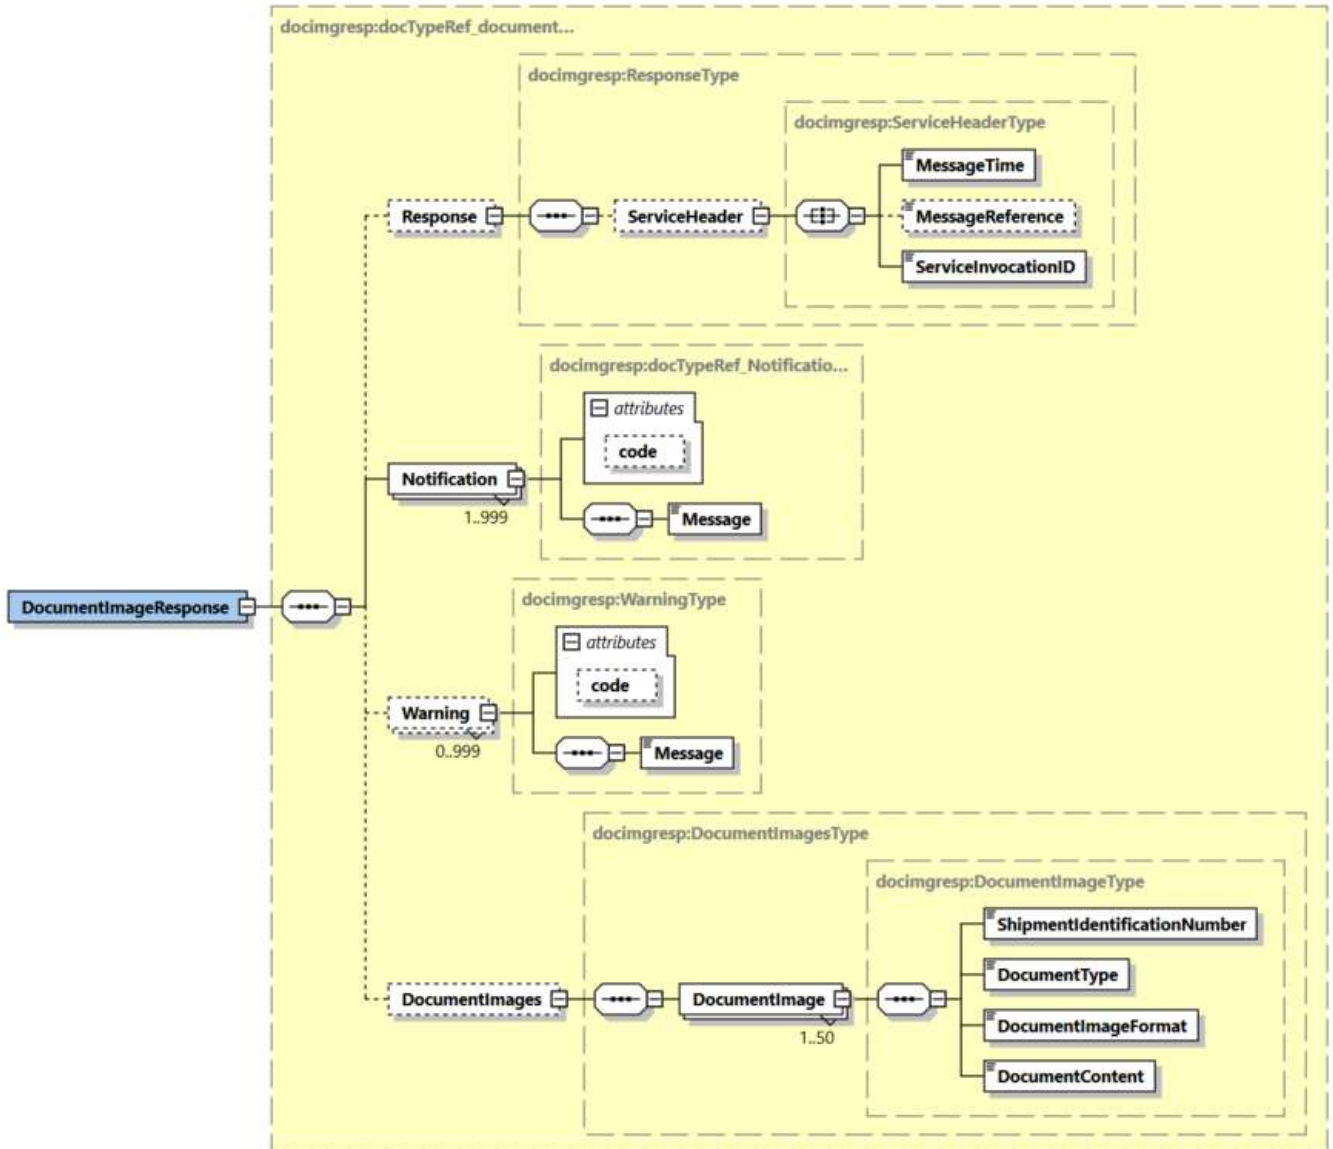 docimgresp:docTypeRef_document...
docimgresp:ResponseType
docimgresp:ServiceHeaderType
MessageTime
Response
ServiceHeader
MessageReference
ServiceInvocationID
docimgresp:docTypeRef_Notificatio...
attributes
code
Notification
1..999
Message
DocumentImageResponse
docimgresp:WarningType
attributes
code
Warning
0..999
Message
docimgresp:DocumentImagesType
docimgresp:DocumentImageType
ShipmentIdentificationNumber
DocumentType
DocumentImages
DocumentImage
1..50
DocumentImageFormat
DocumentContent